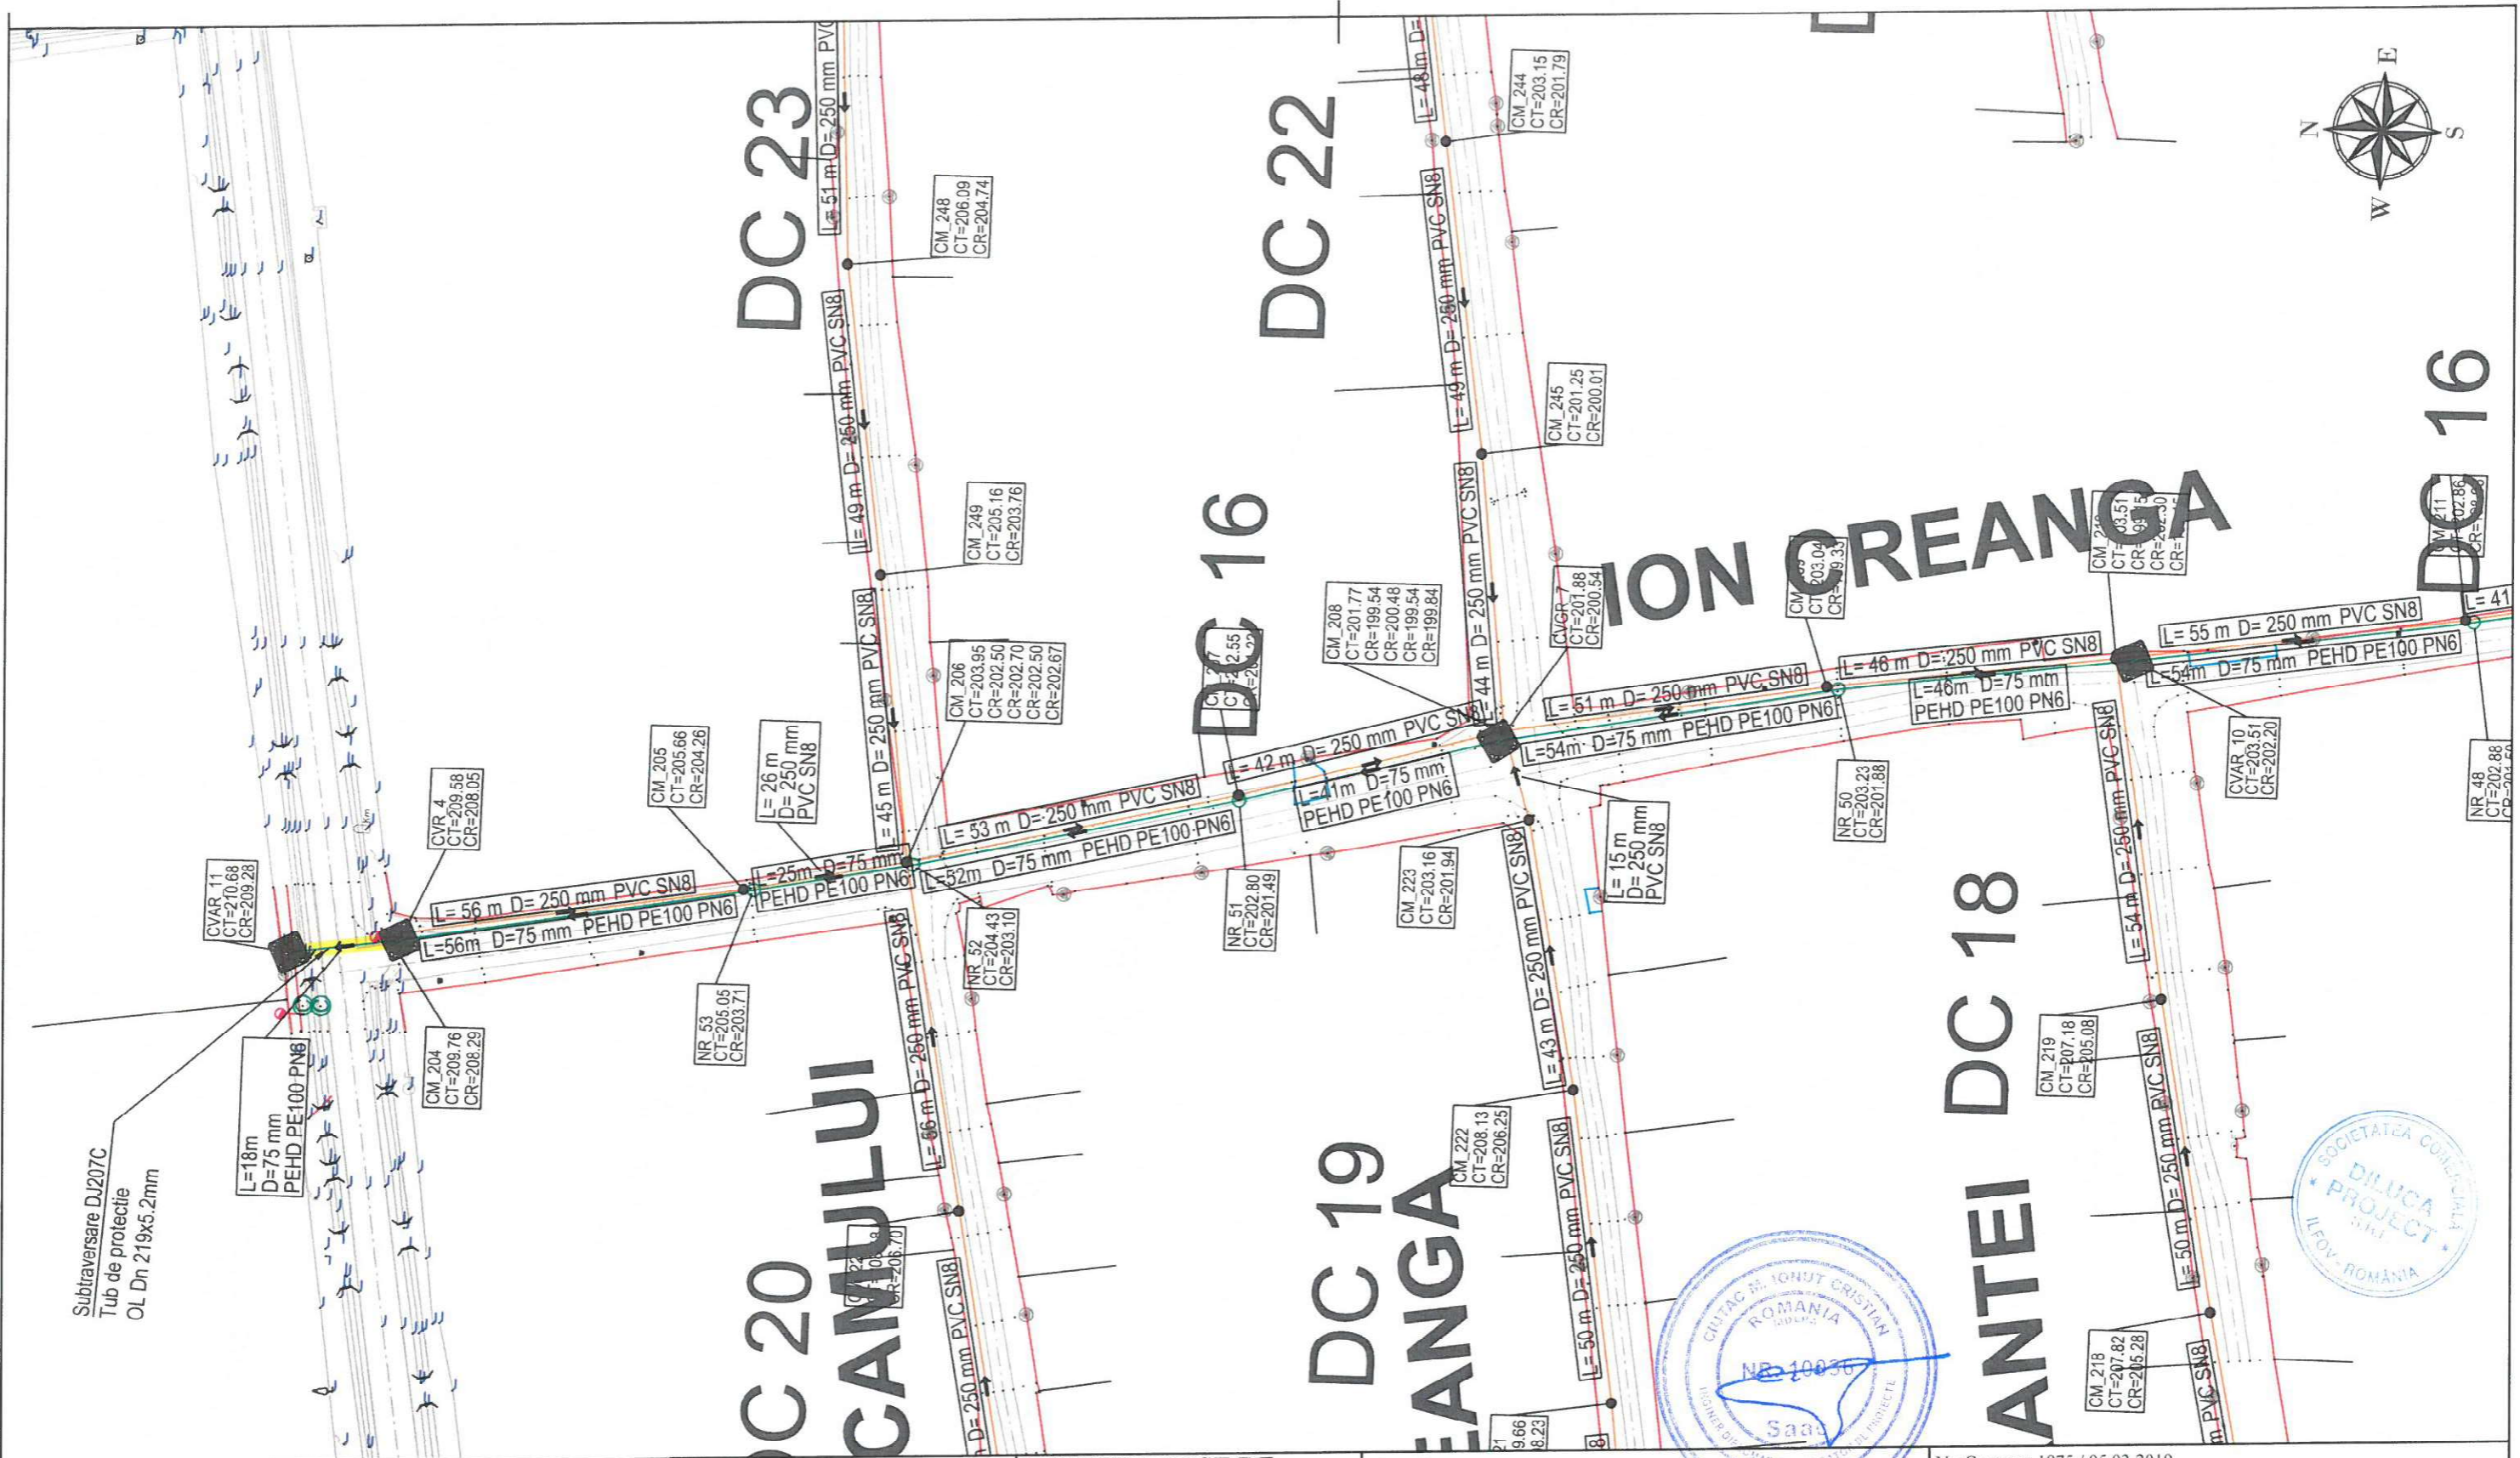 DC 23
DC 22
DC 16
DC 16
ION CREANGA
DC 20
CAMULUI
DC 19
EANGA
DC 18
ANTEI
N
E
S
W
L= 51 m D= 250 mm PVC
L= 48 m D=
CM_244
CT=203.15
CR=201.79
CM_248
CT=206.09
CR=204.74
L= 49 m D= 250 mm PVC SN8
L= 49 m D= 250 mm PVC SN8
CM_245
CT=201.25
CR=200.01
CM_249
CT=205.16
CR=203.76
L= 45 m D= 250 mm PVC SN8
L= 44 m D= 250 mm PVC SN8
CM_206
CT=203.95
CR=202.50
CR=202.70
CR=202.50
CR=202.67
CM_208
CT=201.77
CR=199.54
CR=200.48
CR=199.54
CR=199.84
CVGR 7
CT=201.88
CR=200.54
CM_211
CT=202.86
L= 41
L= 55 m D= 250 mm PVC SN8
L=54m D=75 mm PEHD PE100 PN6
L= 46 m D= 250 mm PVC SN8
L=46m D=75 mm
PEHD PE100 PN6
L= 51 m D= 250 mm PVC SN8
L=54m D=75 mm PEHD PE100 PN6
L= 42 m D= 250 mm PVC SN8
L=41m D=75 mm
PEHD PE100 PN6
L= 53 m D= 250 mm PVC SN8
L=52m D=75 mm PEHD PE100 PN6
L= 26 m
D= 250 mm
PVC SN8
L=25m D=75 mm
PEHD PE100 PN6
CM_205
CT=205.66
CR=204.26
CVR_4
CT=209.58
CR=208.05
CVAR_11
CT=210.68
CR=209.28
L= 56 m D= 250 mm PVC SN8
L=56m D=75 mm PEHD PE100 PN6
CM_204
CT=209.76
CR=208.29
NR_53
CT=205.05
CR=203.71
NR_52
CT=204.43
CR=203.10
NR_51
CT=202.80
CR=201.49
CM_223
CT=203.16
CR=201.94
L= 15 m
D= 250 mm
PVC SN8
NR_50
CT=203.23
CR=201.88
CVAR_10
CT=203.51
CR=202.20
NR_48
CT=202.88
L=18m
D=75 mm
PEHD PE100 PN6
Subtraversare DJ207C
Tub de protectie
OL Dn 219x5.2mm
L= 56 m D= 250 mm PVC SN8
D= 250 mm PVC SN8
L= 43 m D= 250 mm PVC SN8
CM_222
CT=208.13
CR=206.25
L= 50 m D= 250 mm PVC SN8
L= 54 m D= 250 mm PVC SN8
CM_219
CT=207.18
CR=205.08
L= 50 m D= 250 mm PVC SN8
CM_218
CT=207.82
CR=205.28
m PVC SN8
21
9.66
8.23
SOCIETATEA COMERCIALA
DILUCA
PROJECT
ILFOV - ROMÂNIA
CIUTAC M. IONUT CRISTIAN
ROMANIA